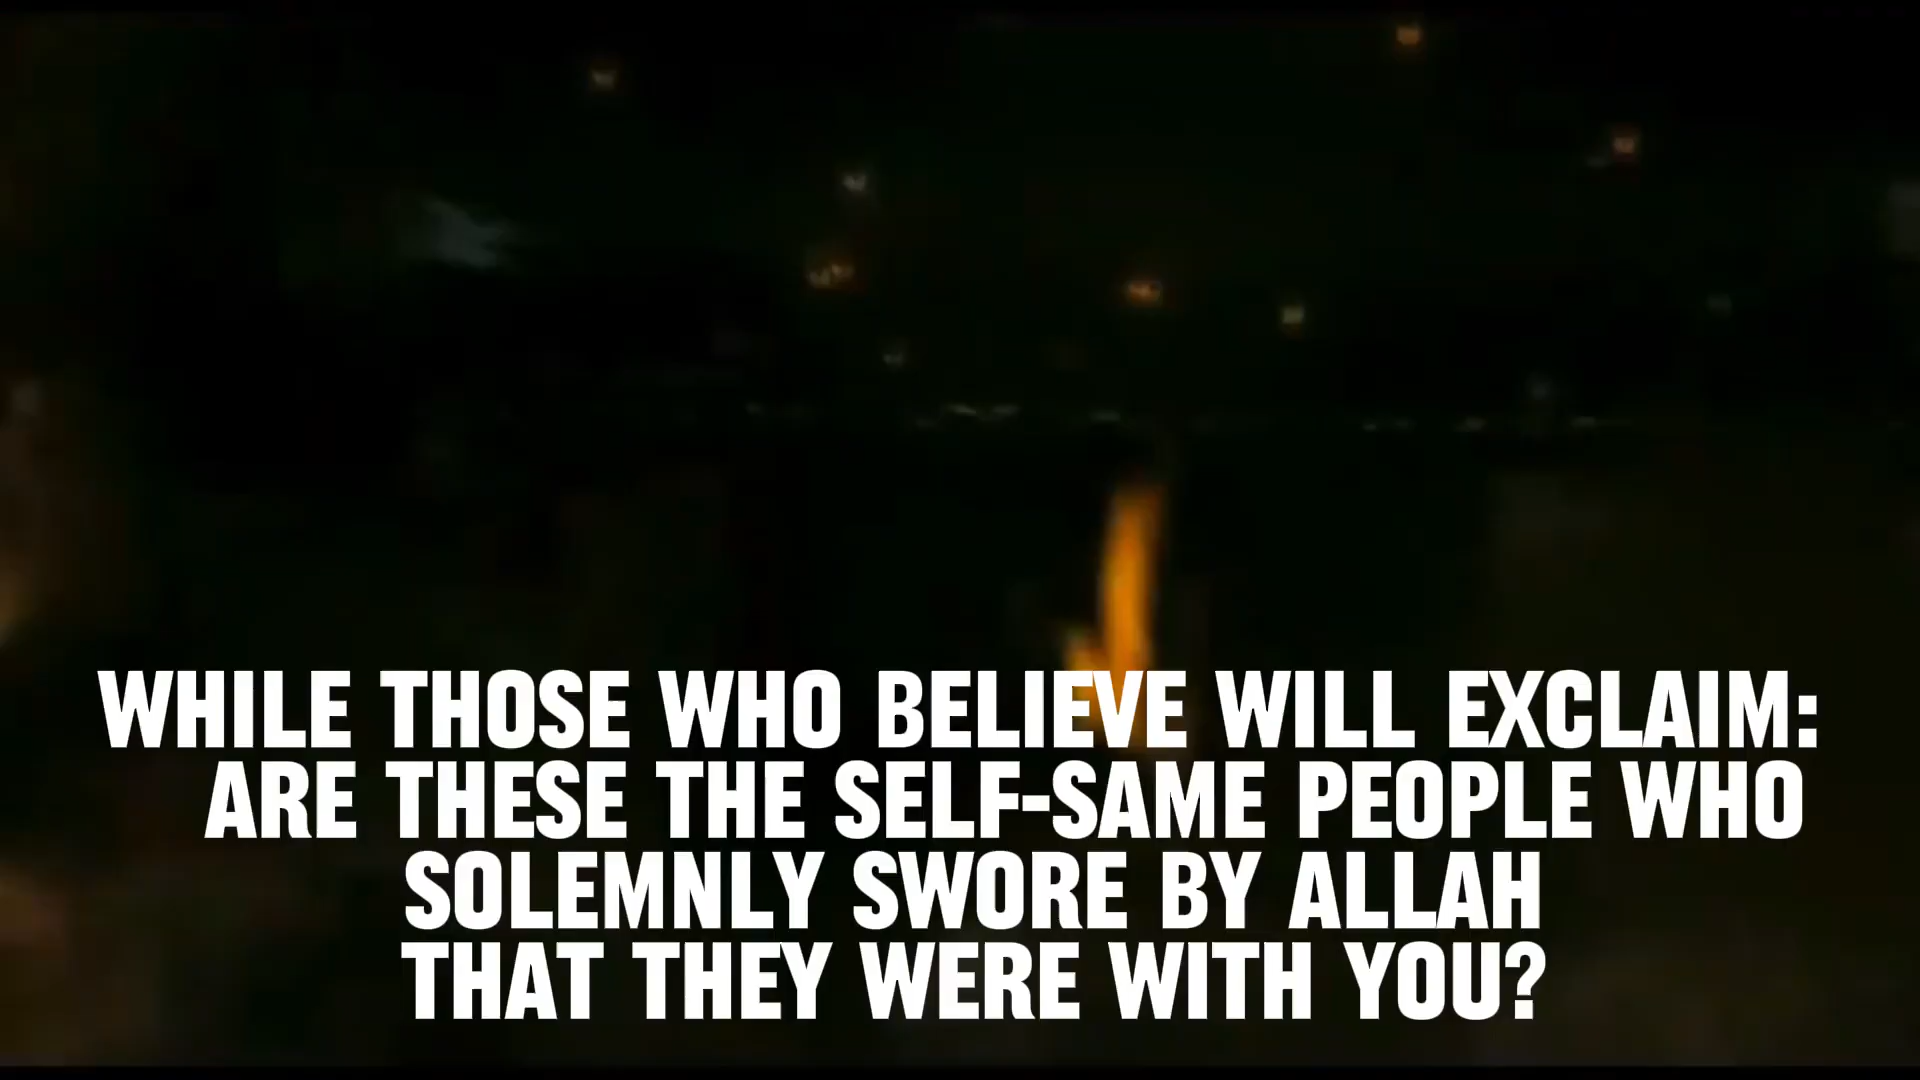 WHILE THOSE WHO BELIEVE WILL EXCLAIM:
ARE THESE THE SELF-SAME PEOPLE WHO
SOLEMNLY SWORE BY ALLAH
THAT THEY WERE WITH YOU?